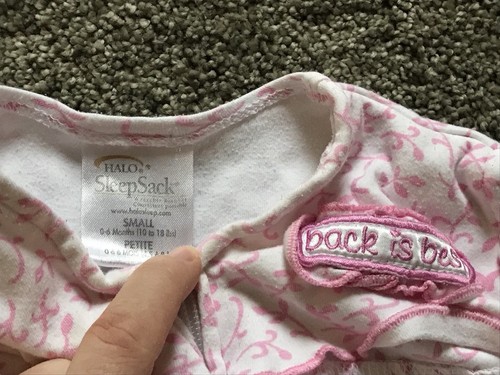 HALO®
SleepSack®
www.halosleep.com
SMALL
0-6 Months (10 to 18 lbs)
PETITE
back is bes